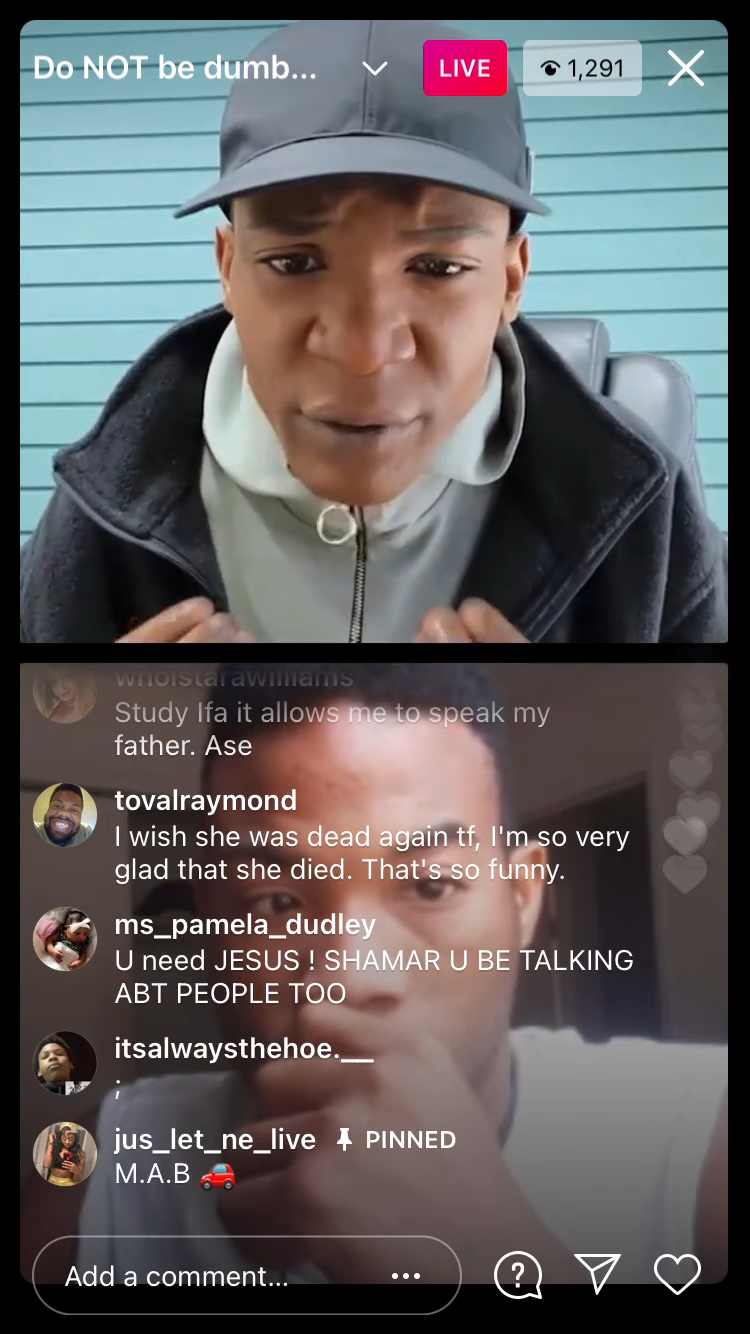 Do NOT be dumb...
LIVE
1,291
whoistarawilliams
Study Ifa it allows me to speak my
father. Ase
tovalraymond
I wish she was dead again tf, I'm so very
glad that she died. That's so funny.
ms_pamela_dudley
U need JESUS ! SHAMAR U BE TALKING
ABT PEOPLE TOO
itsalwaysthehoe.__
;
jus_let_ne_live PINNED
M.A.B
Add a comment...